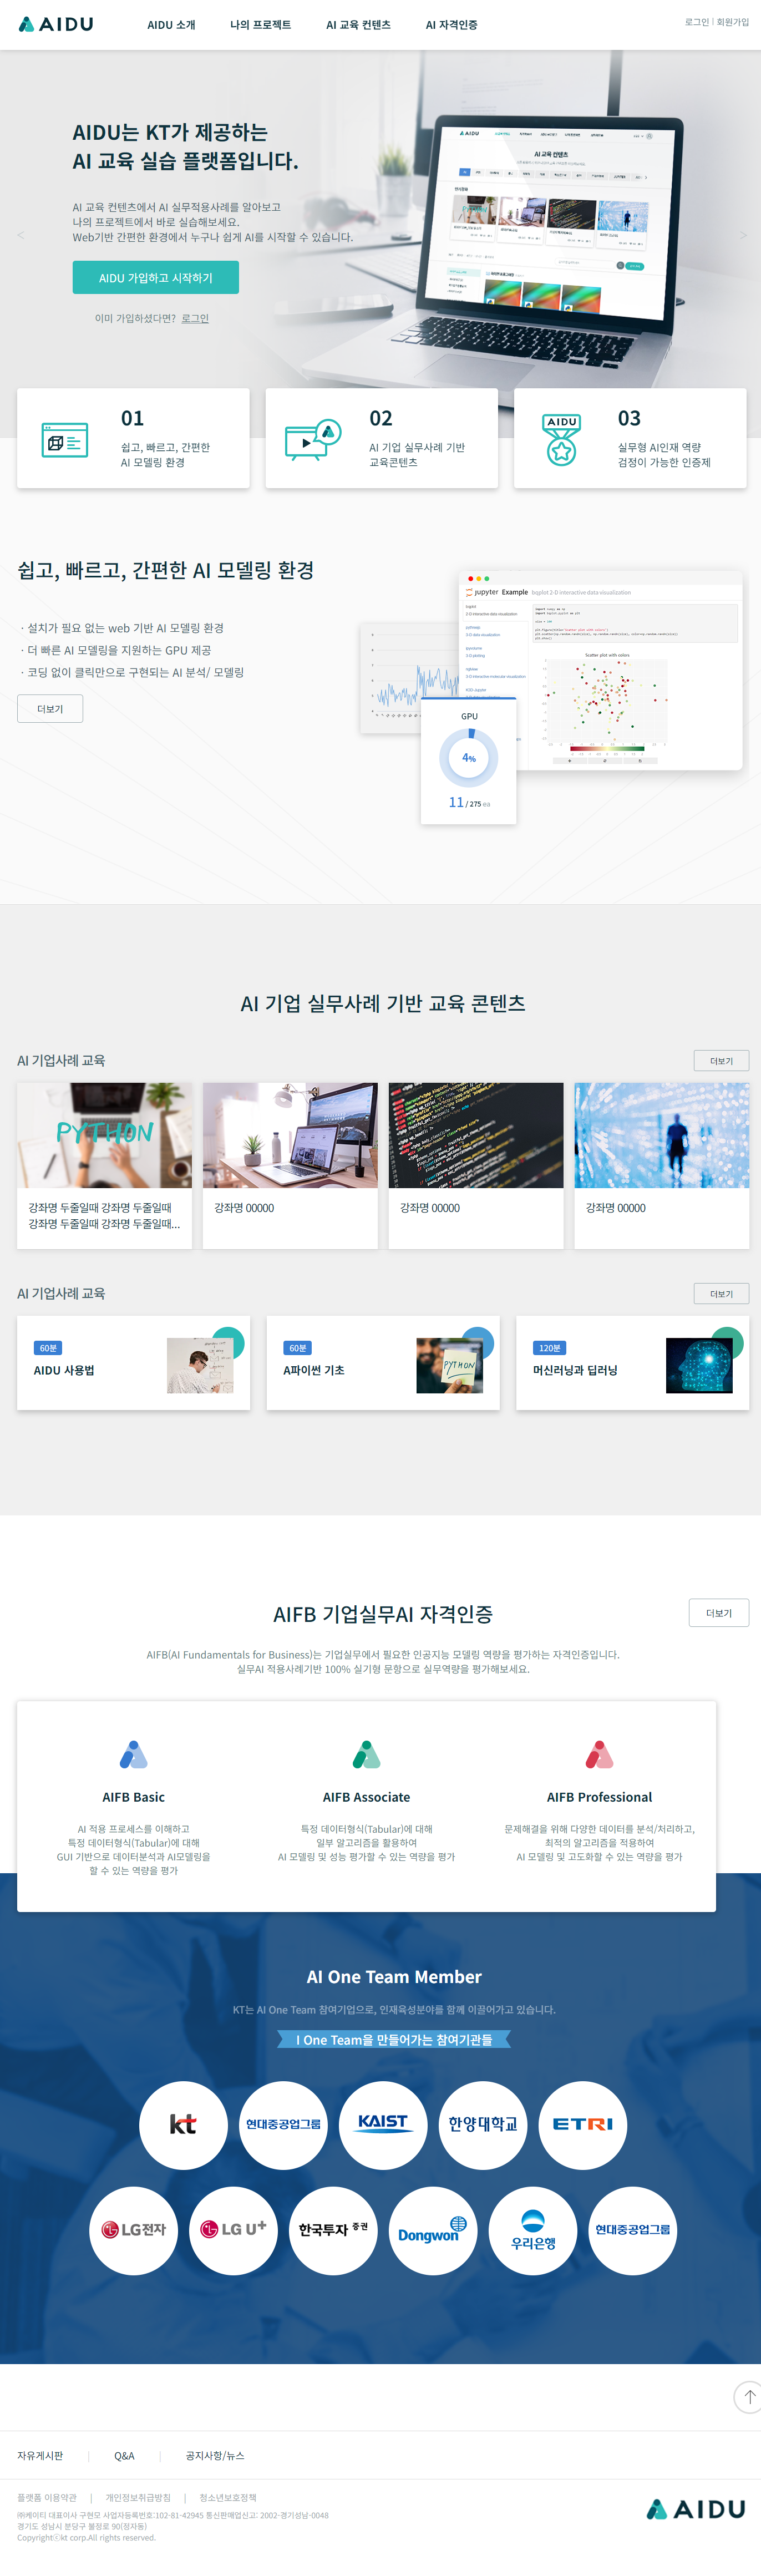 AIDU
AIDU 소개
나의 프로젝트
AI 교육 컨텐츠
AI 자격인증
로그인 | 회원가입
AIDU는 KT가 제공하는
AI 교육 실습 플랫폼입니다.
AI 교육 컨텐츠에서 AI 실무적용사례를 알아보고
나의 프로젝트에서 바로 실습해보세요.
Web기반 간편한 환경에서 누구나 쉽게 AI를 시작할 수 있습니다.
<
>
AIDU 가입하고 시작하기
이미 가입하셨다면? 로그인
AIDU
AI 교육 컨텐츠
01
쉽고, 빠르고, 간편한
AI 모델링 환경
02
AI 기업 실무사례 기반
교육콘텐츠
AIDU
03
실무형 AI인재 역량
검정이 가능한 인증제
쉽고, 빠르고, 간편한 AI 모델링 환경
· 설치가 필요 없는 web 기반 AI 모델링 환경
· 더 빠른 AI 모델링을 지원하는 GPU 제공
· 코딩 없이 클릭만으로 구현되는 AI 분석/ 모델링
더보기
jupyter Example bqplot 2-D interactive data visualization
Scatter plot with colors
GPU
4%
11 / 275 ea
AI 기업 실무사례 기반 교육 콘텐츠
AI 기업사례 교육
더보기
PYTHON
강좌명 두줄일때 강좌명 두줄일때
강좌명 두줄일때 강좌명 두줄일때...
강좌명 00000
강좌명 00000
강좌명 00000
AI 기업사례 교육
더보기
60분
AIDU 사용법
60분
A파이썬 기초
PYTHON
120분
머신러닝과 딥러닝
AIFB 기업실무AI 자격인증
더보기
AIFB(AI Fundamentals for Business)는 기업실무에서 필요한 인공지능 모델링 역량을 평가하는 자격인증입니다.
실무AI 적용사례기반 100% 실기형 문항으로 실무역량을 평가해보세요.
AIFB Basic
AI 적용 프로세스를 이해하고
특정 데이터형식(Tabular)에 대해
GUI 기반으로 데이터분석과 AI모델링을
할 수 있는 역량을 평가
AIFB Associate
특정 데이터형식(Tabular)에 대해
일부 알고리즘을 활용하여
AI 모델링 및 성능 평가할 수 있는 역량을 평가
AIFB Professional
문제해결을 위해 다양한 데이터를 분석/처리하고,
최적의 알고리즘을 적용하여
AI 모델링 및 고도화할 수 있는 역량을 평가
AI One Team Member
KT는 AI One Team 참여기업으로, 인재육성분야를 함께 이끌어가고 있습니다.
I One Team을 만들어가는 참여기관들
kt
현대중공업그룹
KAIST
한양대학교
ETRI
LG전자
LG U+
한국투자 증권
Dongwon
우리은행
현대중공업그룹
자유게시판
Q&A
공지사항/뉴스
플랫폼 이용약관 | 개인정보취급방침 | 청소년보호정책
㈜케이티 대표이사 구현모 사업자등록번호:102-81-42945 통신판매업신고: 2002-경기성남-0048
경기도 성남시 분당구 불정로 90(정자동)
Copyrightⓒkt corp.All rights reserved.
AIDU